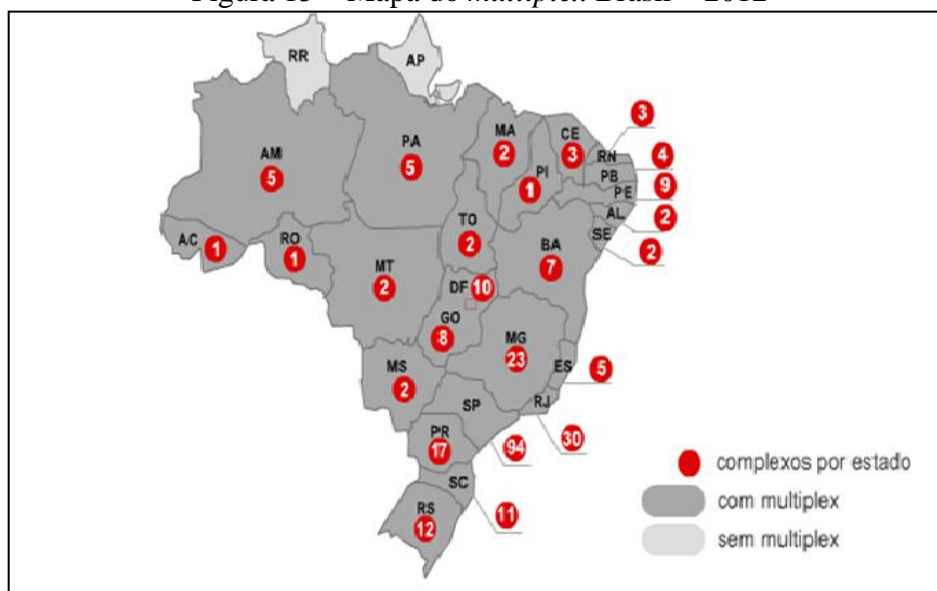 Figura 15 – Mapa do multiplex Brasil – 2012
RR
AP
AM
5
PA
5
MA
2
CE
3
PI
1
RN
3
PB
4
PE
9
AL
2
SE
2
AC
1
RO
1
TO
2
BA
7
MT
2
DF 10
GO
8
MG
23
ES
5
MS
2
SP
94
RJ
30
PR
17
SC
11
RS
12
complexos por estado
com multiplex
sem multiplex